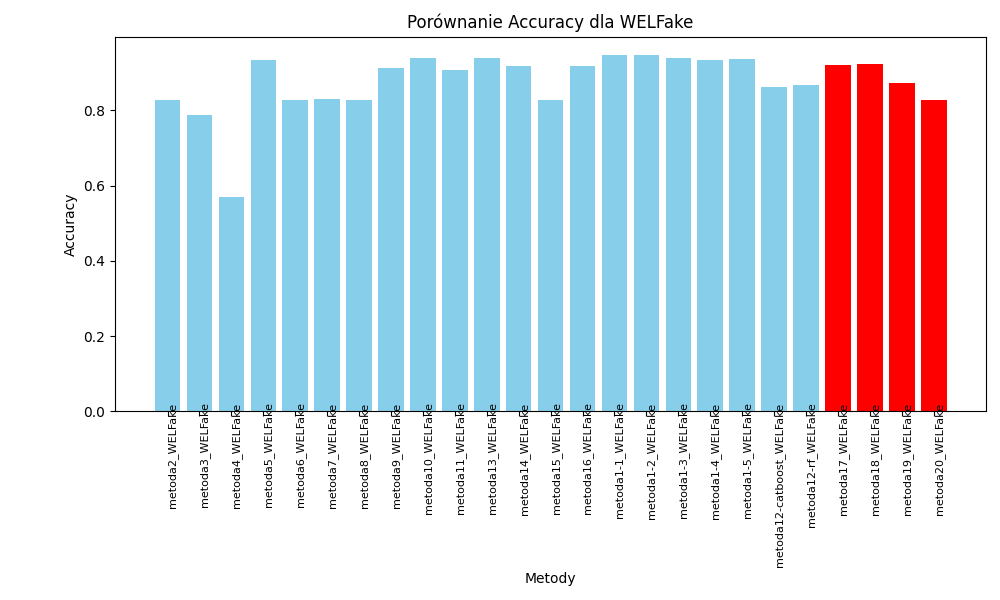 Porównanie Accuracy dla WELFake
Accuracy
0.8
0.6
0.4
0.2
0.0
metoda2_WELFake
metoda3_WELFake
metoda4_WELFake
metoda5_WELFake
metoda6_WELFake
metoda7_WELFake
metoda8_WELFake
metoda9_WELFake
metoda10_WELFake
metoda11_WELFake
metoda13_WELFake
metoda14_WELFake
metoda15_WELFake
metoda16_WELFake
metoda1-1_WELFake
metoda1-2_WELFake
metoda1-3_WELFake
metoda1-4_WELFake
metoda1-5_WELFake
metoda12-catboost_WELFake
metoda12-rf_WELFake
metoda17_WELFake
metoda18_WELFake
metoda19_WELFake
metoda20_WELFake
Metody